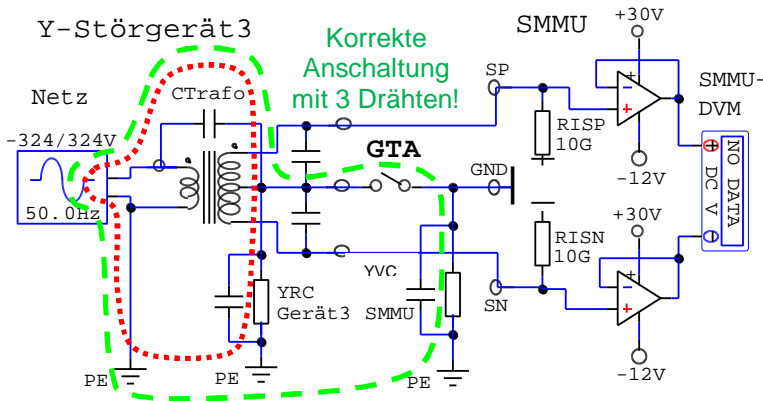 Y-Störgerät3
Korrekte
Anschaltung
mit 3 Drähten!
SMMU
+30V
SP
SMMU-
DVM
Netz
CTrafo
-324/324V
50.0Hz
GTA
RISP
10G
-12V
GND
NO DATA
DC V
+30V
RISN
10G
YRC
Gerät3
YVC
SMMU
SN
-12V
PE
PE
PE